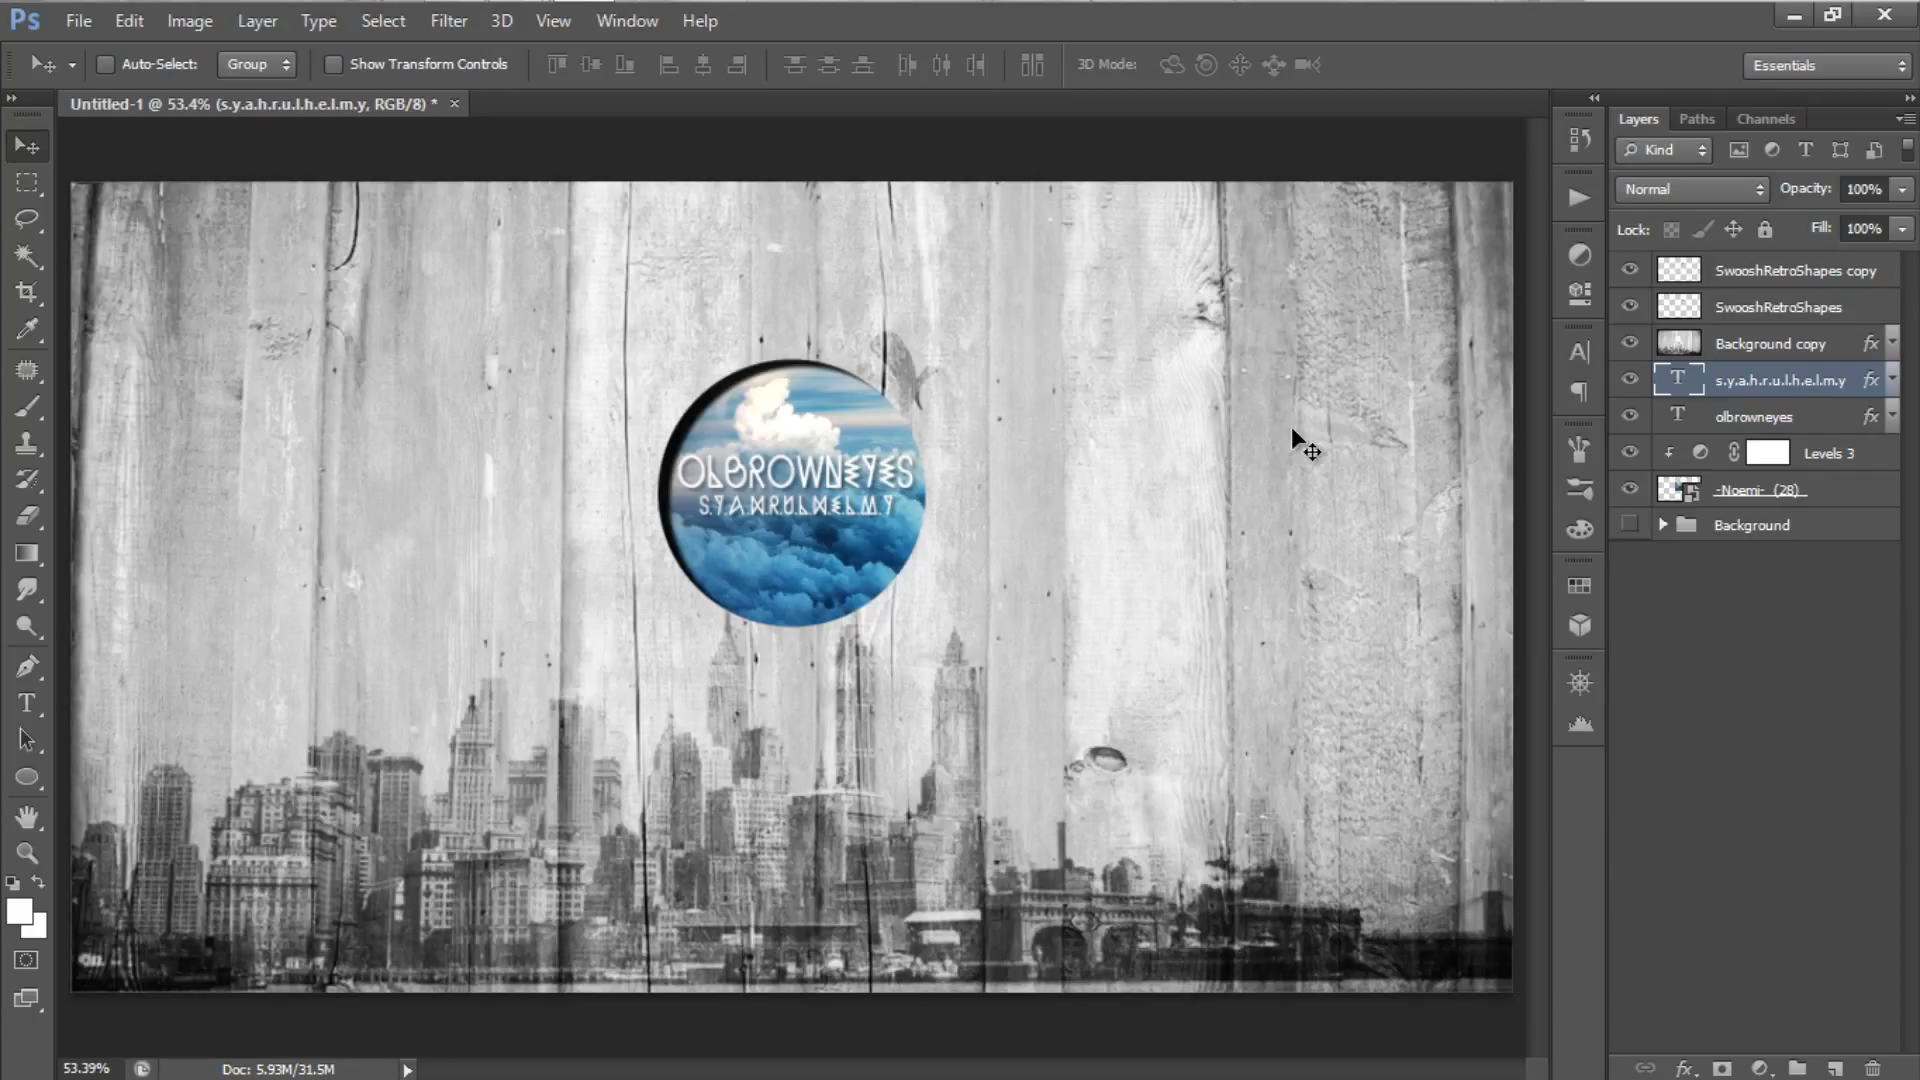 Ps File Edit Image Layer Type Select Filter 3D View Window Help
Auto-Select: Group Show Transform Controls 3D Mode: Essentials
Untitled-1 @ 53.4% (s.y.a.h.r.u.l.h.e.l.m.y, RGB/8) *
Layers Paths Channels
Kind
Normal Opacity: 100%
Lock: Fill: 100%
SwooshRetroShapes copy
SwooshRetroShapes
Background copy fx
s.y.a.h.r.u.l.h.e.l.m.y fx
olbrowneyes fx
Levels 3
-Noemi- (28)
Background
OLBROWNEYES
S.Y.A.H.R.U.L.H.E.L.M.Y
53.39% Doc: 5.93M/31.5M